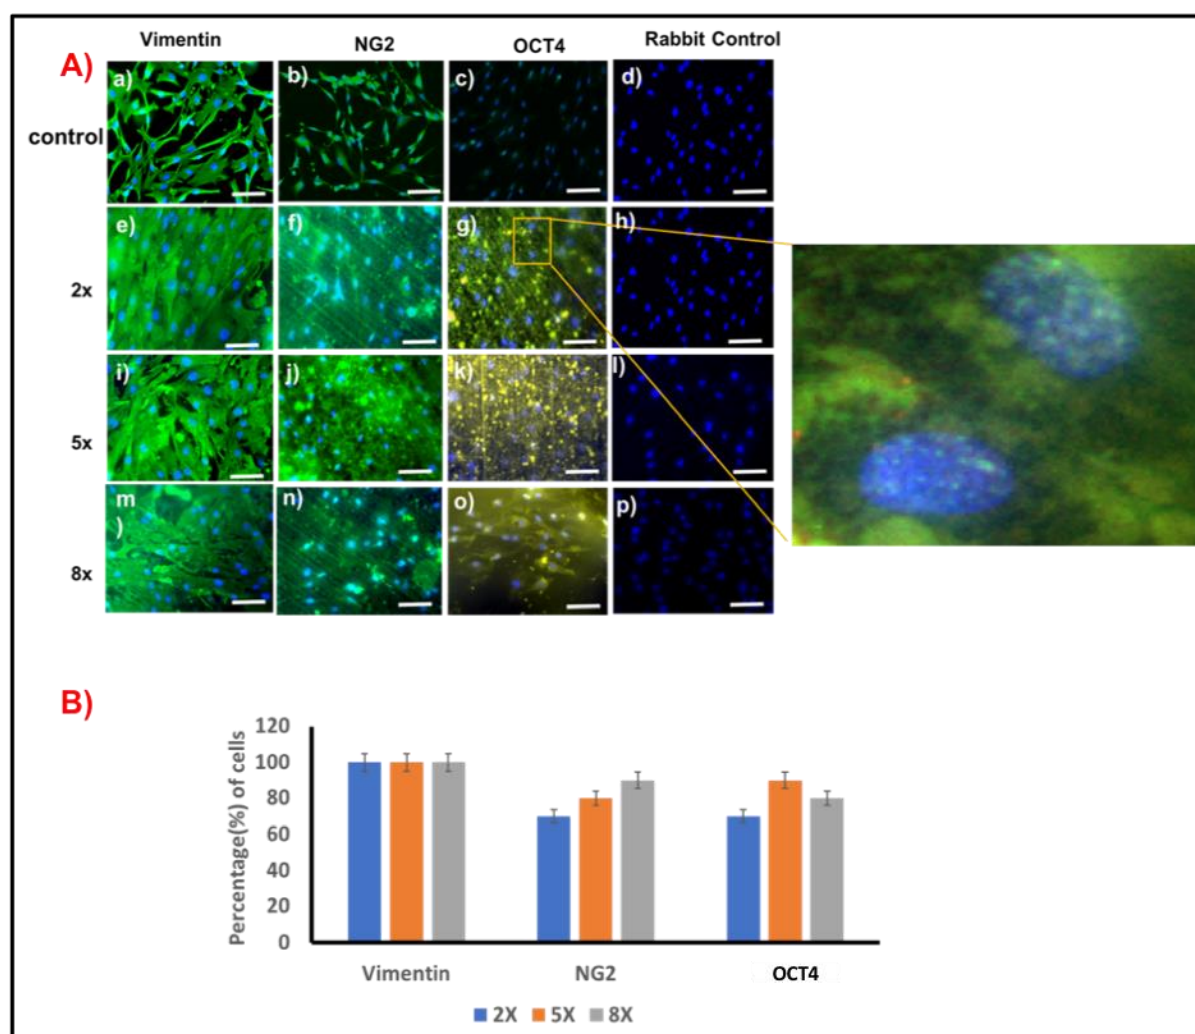 Vimentin NG2 OCT4 Rabbit Control
A)
a) b) c) d)
control
e) f) g) h)
2x
i) j) k) l)
5x
m
) n) o) p)
8x
B)
Percentage(%) of cells
120
100
80
60
40
20
0
Vimentin NG2 OCT4
2X 5X 8X